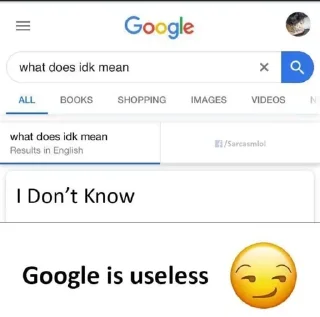 Google
what does idk mean
ALL BOOKS SHOPPING IMAGES VIDEOS N
what does idk mean
Results in English
/Sarcasmlol
I Don't Know
Google is useless